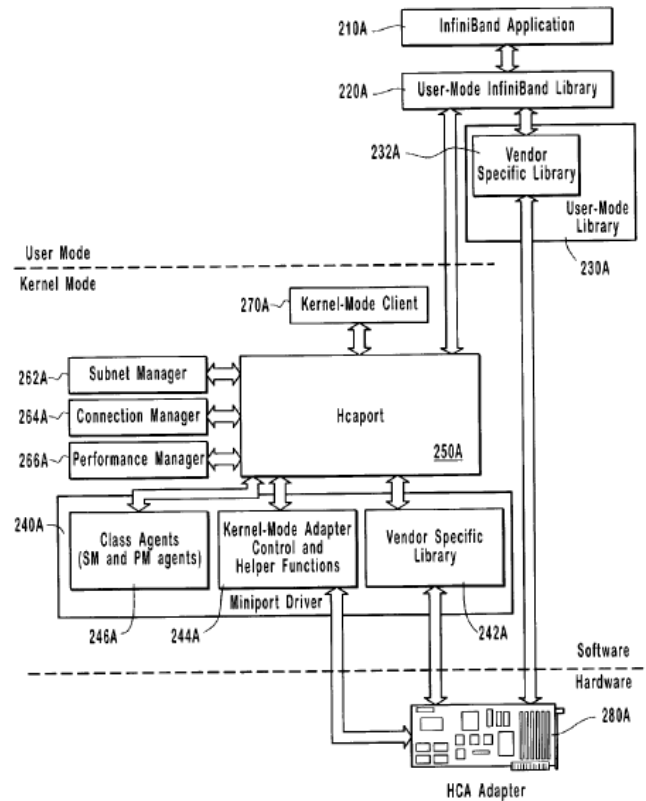 210A
InfiniBand Application
220A
User-Mode InfiniBand Library
232A
Vendor
Specific Library
User-Mode
Library
230A
User Mode
Kernel Mode
270A
Kernel-Mode Client
262A
Subnet Manager
264A
Connection Manager
266A
Performance Manager
Hcaport
250A
240A
Class Agents
(SM and PM agents)
Kernel-Mode Adapter
Control and
Helper Functions
Vendor Specific
Library
Miniport Driver
246A
244A
242A
Software
Hardware
280A
HCA Adapter